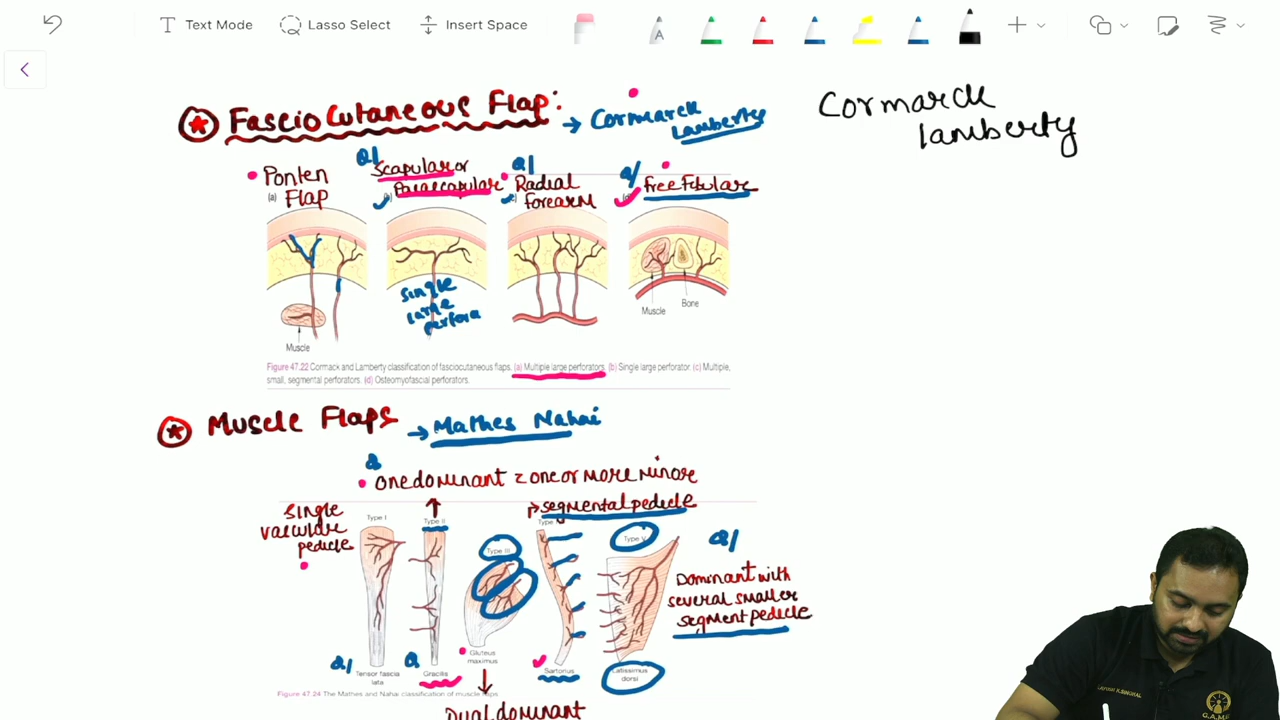 Text Mode
Lasso Select
Insert Space
A
Fascio Cutaneous Flap:
→ Cormarck
Lamberty
Cormarck
lamberty
Ponten
Flap
(a)
Q/
Scapular or
Parascapular
Q/
Radial
forearm
Q/
Free Fibular
Single
large
perfora
Muscle
Muscle
Bone
Figure 47.22 Cormack and Lamberty classification of fasciocutaneous flaps. (a) Multiple large perforators. (b) Single large perforator. (c) Multiple,
small, segmental perforators. (d) Osteomyofascial perforators.
Muscle Flaps → Mathes Nahai
Q
one dominant z one or more minor
segmental pedicle
Single
vascular
pedicle
Type I
Type II
Type III
Type
Type V
Q/
Dominant with
several smaller
segment pedicle
Q/
Tensor fascia
lata
Q
Gracilis
Gluteus
maximus
Sartorius
Latissimus
dorsi
Figure 47.24 The Mathes and Nahai classification of muscle flaps.
Dual dominant